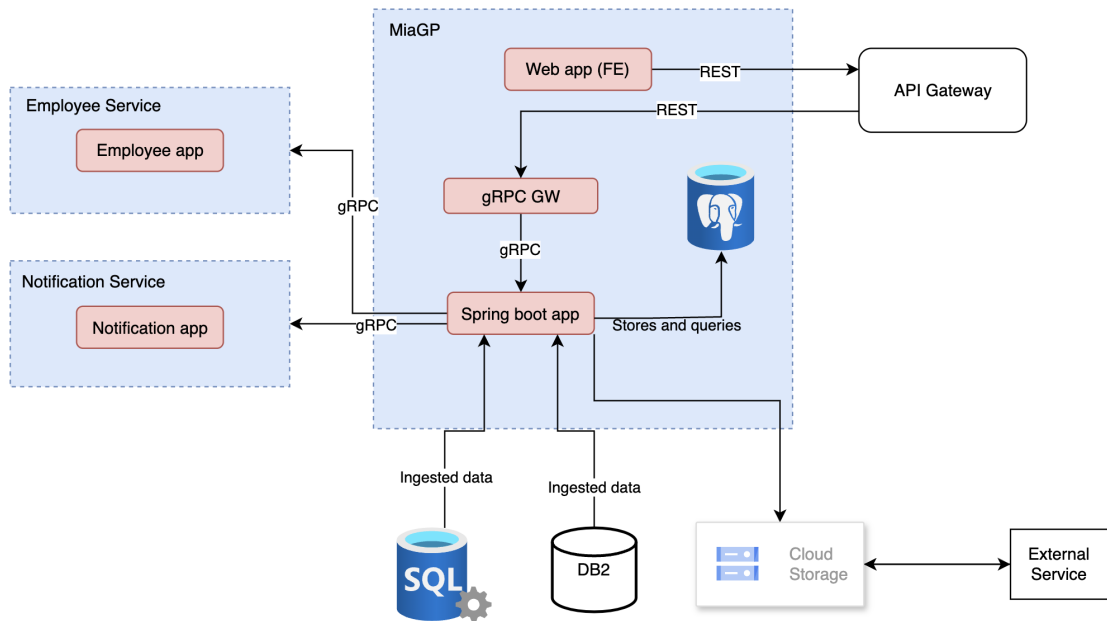 MiaGP
Web app (FE)
REST
API Gateway
REST
Employee Service
Employee app
gRPC GW
gRPC
gRPC
Notification Service
Notification app
gRPC
Spring boot app
Stores and queries
Ingested data
Ingested data
SQL
DB2
Cloud
Storage
External
Service